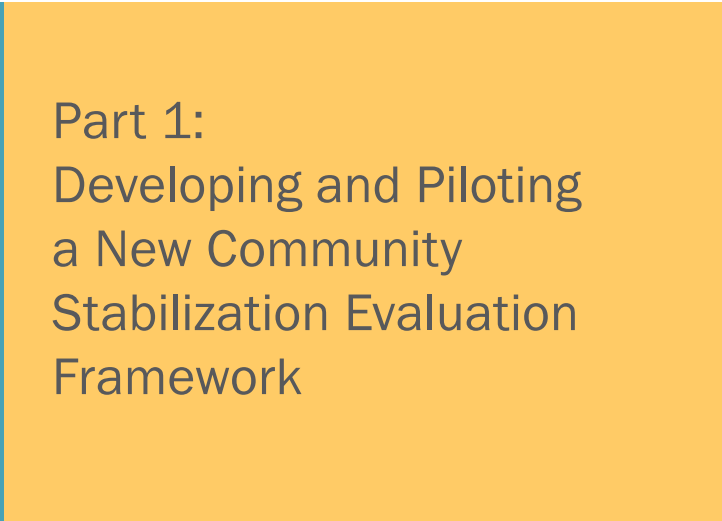 Part 1:
Developing and Piloting
a New Community
Stabilization Evaluation
Framework